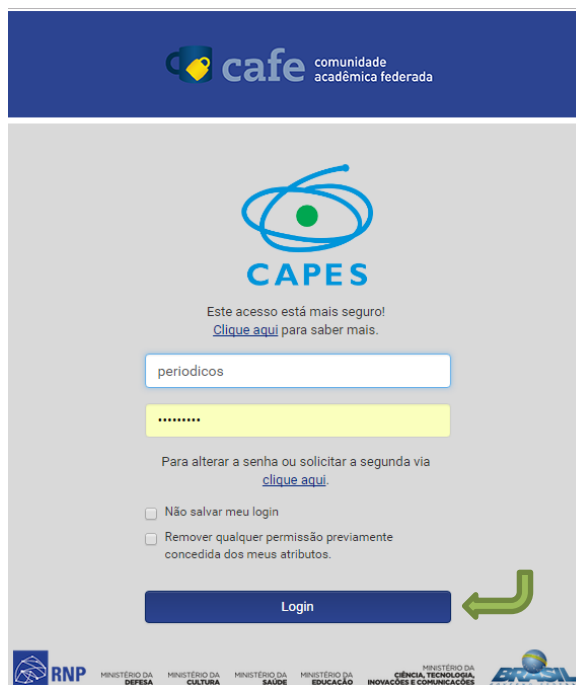 cafe comunidade
acadêmica federada
CAPES
Este acesso está mais seguro!
Clique aqui para saber mais.
periodicos
•••••••••
Para alterar a senha ou solicitar a segunda via
clique aqui.
Não salvar meu login
Remover qualquer permissão previamente
concedida dos meus atributos.
Login
RNP
MINISTÉRIO DA
DEFESA
MINISTÉRIO DA
CULTURA
MINISTÉRIO DA
SAÚDE
MINISTÉRIO DA
EDUCAÇÃO
MINISTÉRIO DA
CIÊNCIA, TECNOLOGIA,
INOVAÇÕES E COMUNICAÇÕES
BRASIL